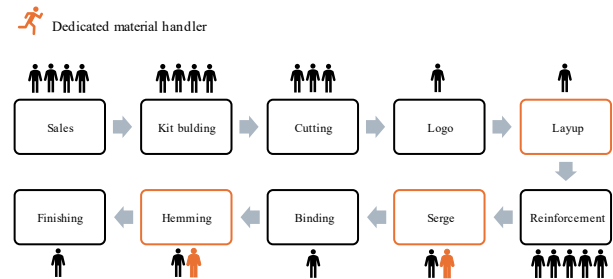 Dedicated material handler
Sales
Kit bulding
Cutting
Logo
Layup
Finishing
Hemming
Binding
Serge
Reinforcement